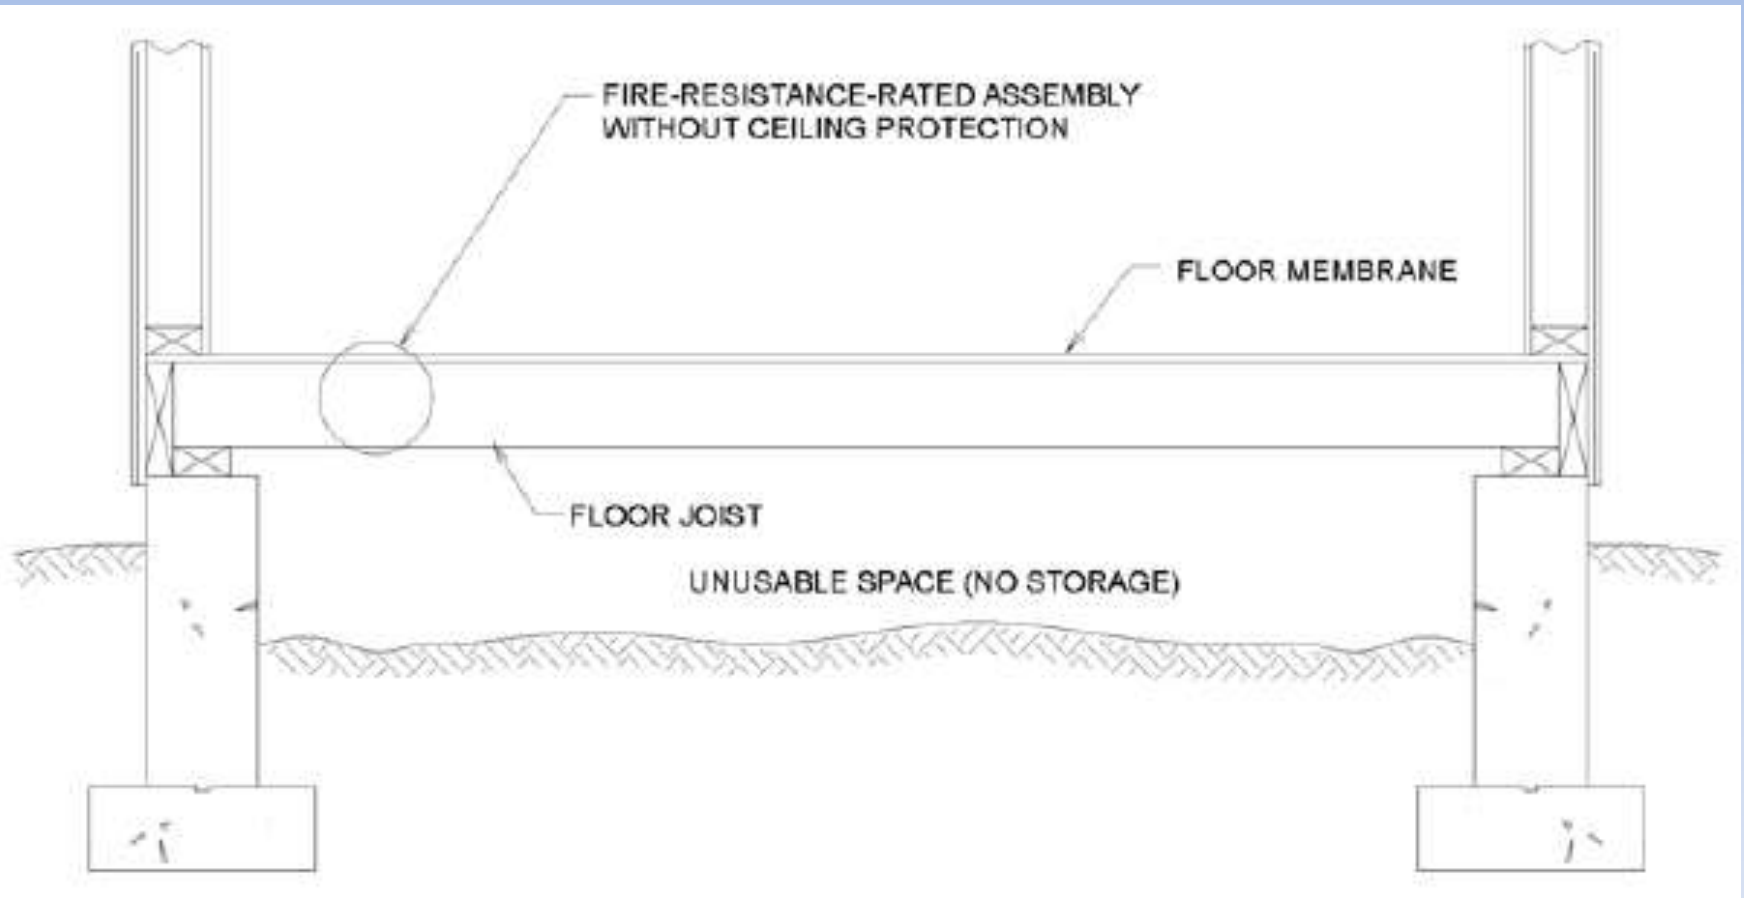 FIRE-RESISTANCE-RATED ASSEMBLY
WITHOUT CEILING PROTECTION
FLOOR MEMBRANE
FLOOR JOIST
UNUSABLE SPACE (NO STORAGE)